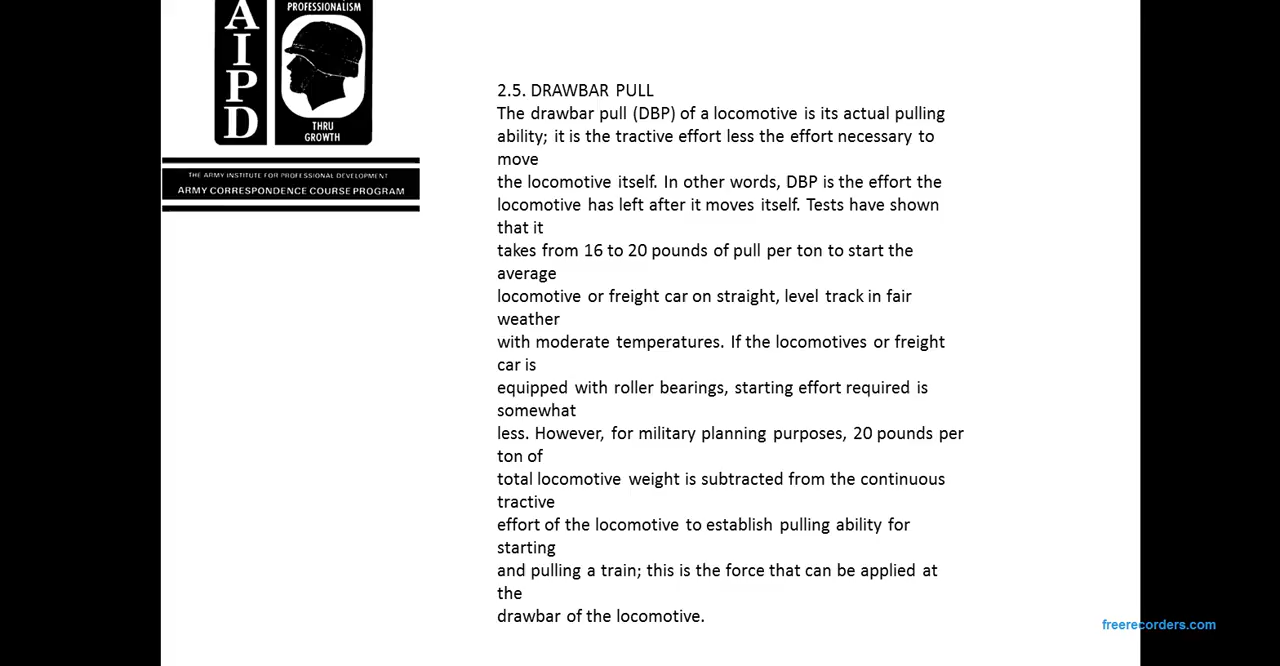 AIPD
PROFESSIONALISM
THRU
GROWTH
THE ARMY INSTITUTE FOR PROFESSIONAL DEVELOPMENT
ARMY CORRESPONDENCE COURSE PROGRAM
2.5. DRAWBAR PULL
The drawbar pull (DBP) of a locomotive is its actual pulling
ability; it is the tractive effort less the effort necessary to
move
the locomotive itself. In other words, DBP is the effort the
locomotive has left after it moves itself. Tests have shown
that it
takes from 16 to 20 pounds of pull per ton to start the
average
locomotive or freight car on straight, level track in fair
weather
with moderate temperatures. If the locomotives or freight
car is
equipped with roller bearings, starting effort required is
somewhat
less. However, for military planning purposes, 20 pounds per
ton of
total locomotive weight is subtracted from the continuous
tractive
effort of the locomotive to establish pulling ability for
starting
and pulling a train; this is the force that can be applied at
the
drawbar of the locomotive.
freerecorders.com